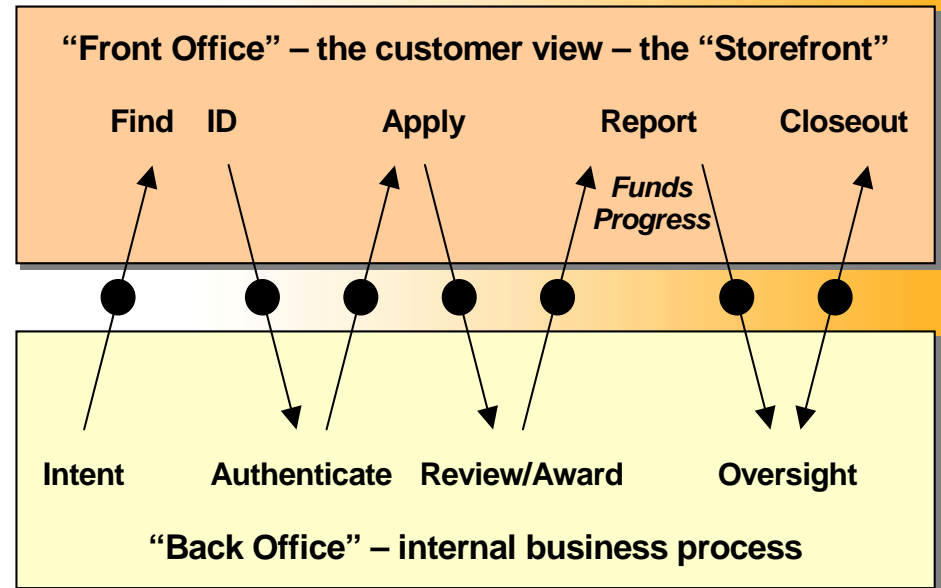 “Front Office” – the customer view – the “Storefront”
Find ID Apply Report Closeout
Funds
Progress
Intent Authenticate Review/Award Oversight
“Back Office” – internal business process